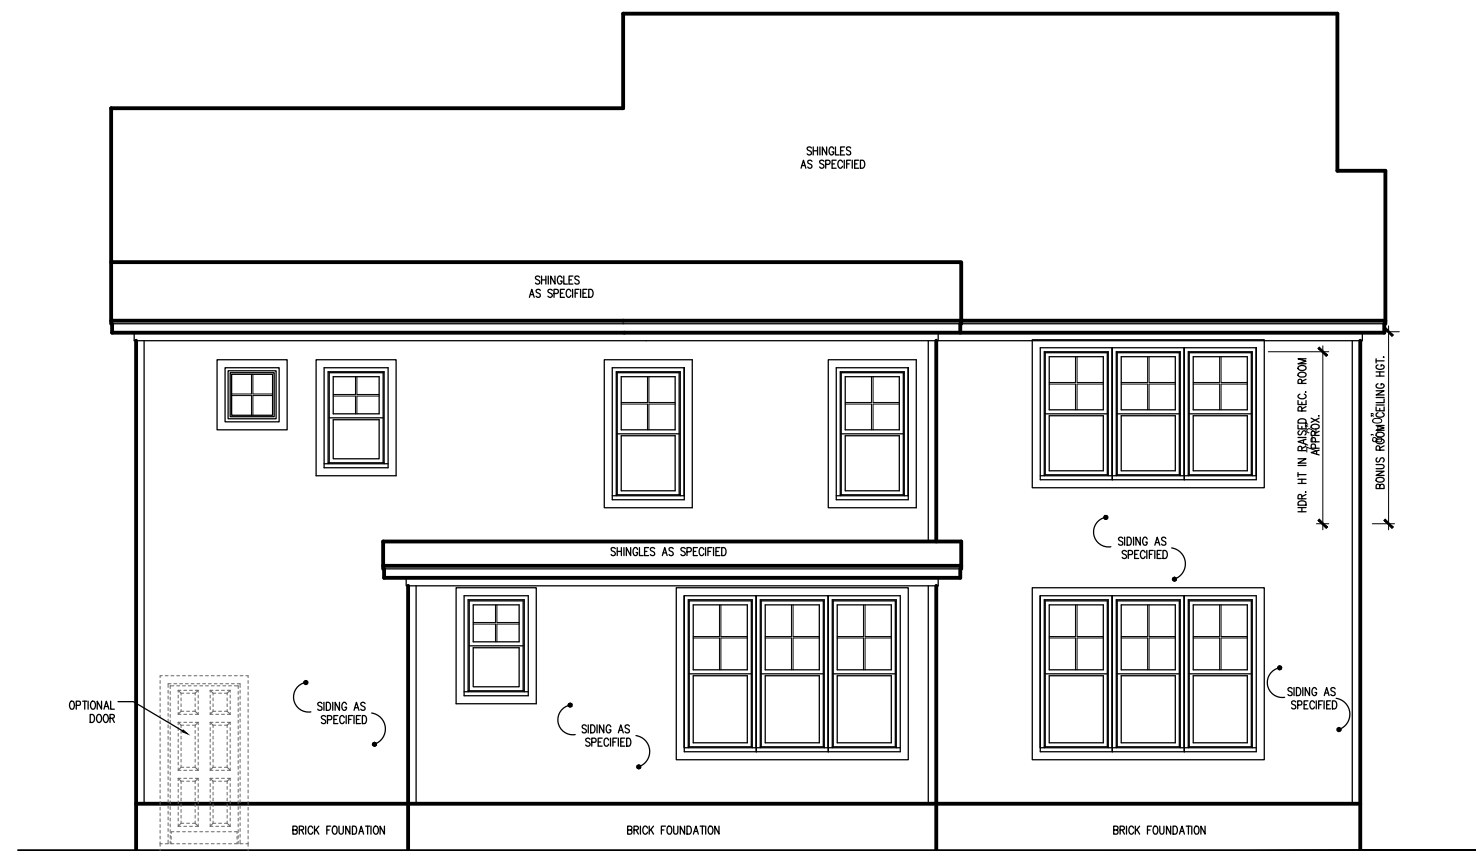 SHINGLES
AS SPECIFIED
SHINGLES
AS SPECIFIED
HDR. HT IN RAISED REC. ROOM
APPROX.
BONUS ROOM CEILING HGT.
SHINGLES AS SPECIFIED
SIDING AS
SPECIFIED
OPTIONAL
DOOR
SIDING AS
SPECIFIED
SIDING AS
SPECIFIED
SIDING AS
SPECIFIED
BRICK FOUNDATION
BRICK FOUNDATION
BRICK FOUNDATION